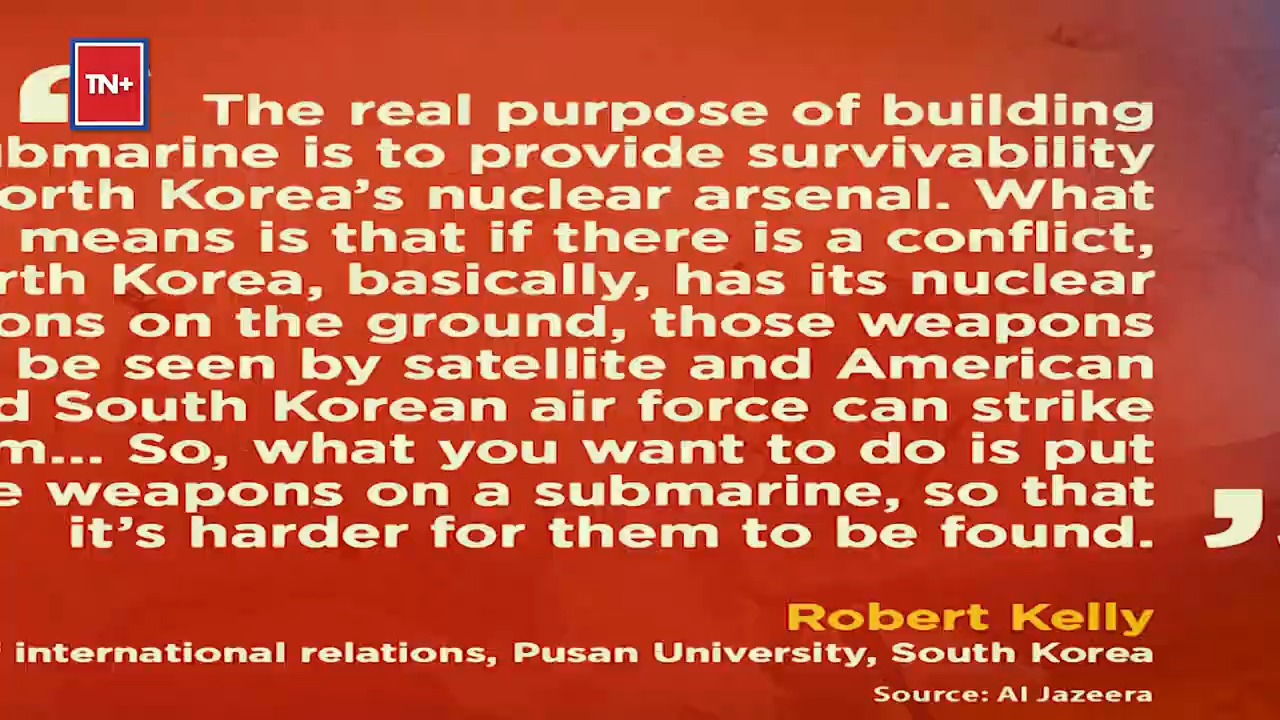 TN+
“ The real purpose of building
ubmarine is to provide survivability
orth Korea’s nuclear arsenal. What
means is that if there is a conflict,
rth Korea, basically, has its nuclear
ons on the ground, those weapons
be seen by satellite and American
d South Korean air force can strike
m... So, what you want to do is put
e weapons on a submarine, so that
it’s harder for them to be found. ”
Robert Kelly
international relations, Pusan University, South Korea
Source: Al Jazeera